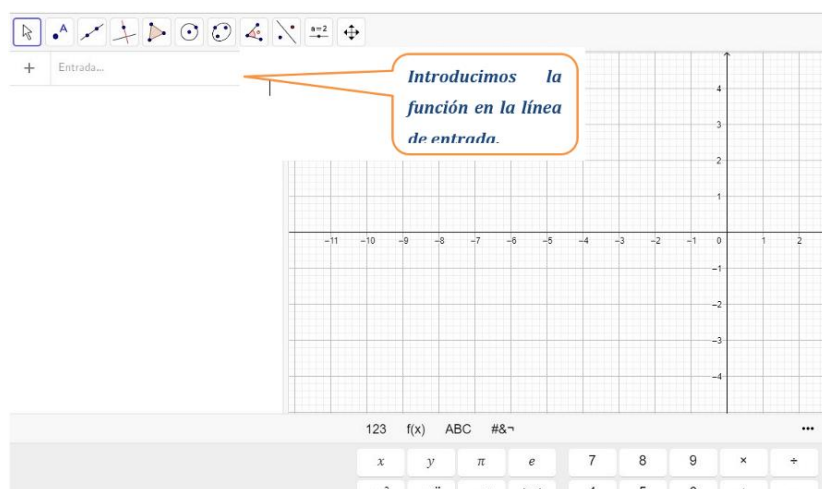 A
a=2
+ Entrada...
Introducimos la
función en la línea
de entrada.
4
3
2
1
-11 -10 -9 -8 -7 -6 -5 -4 -3 -2 -1 0 1 2
-1
-2
-3
-4
123 f(x) ABC #&¬ ...
x y π e 7 8 9 × ÷